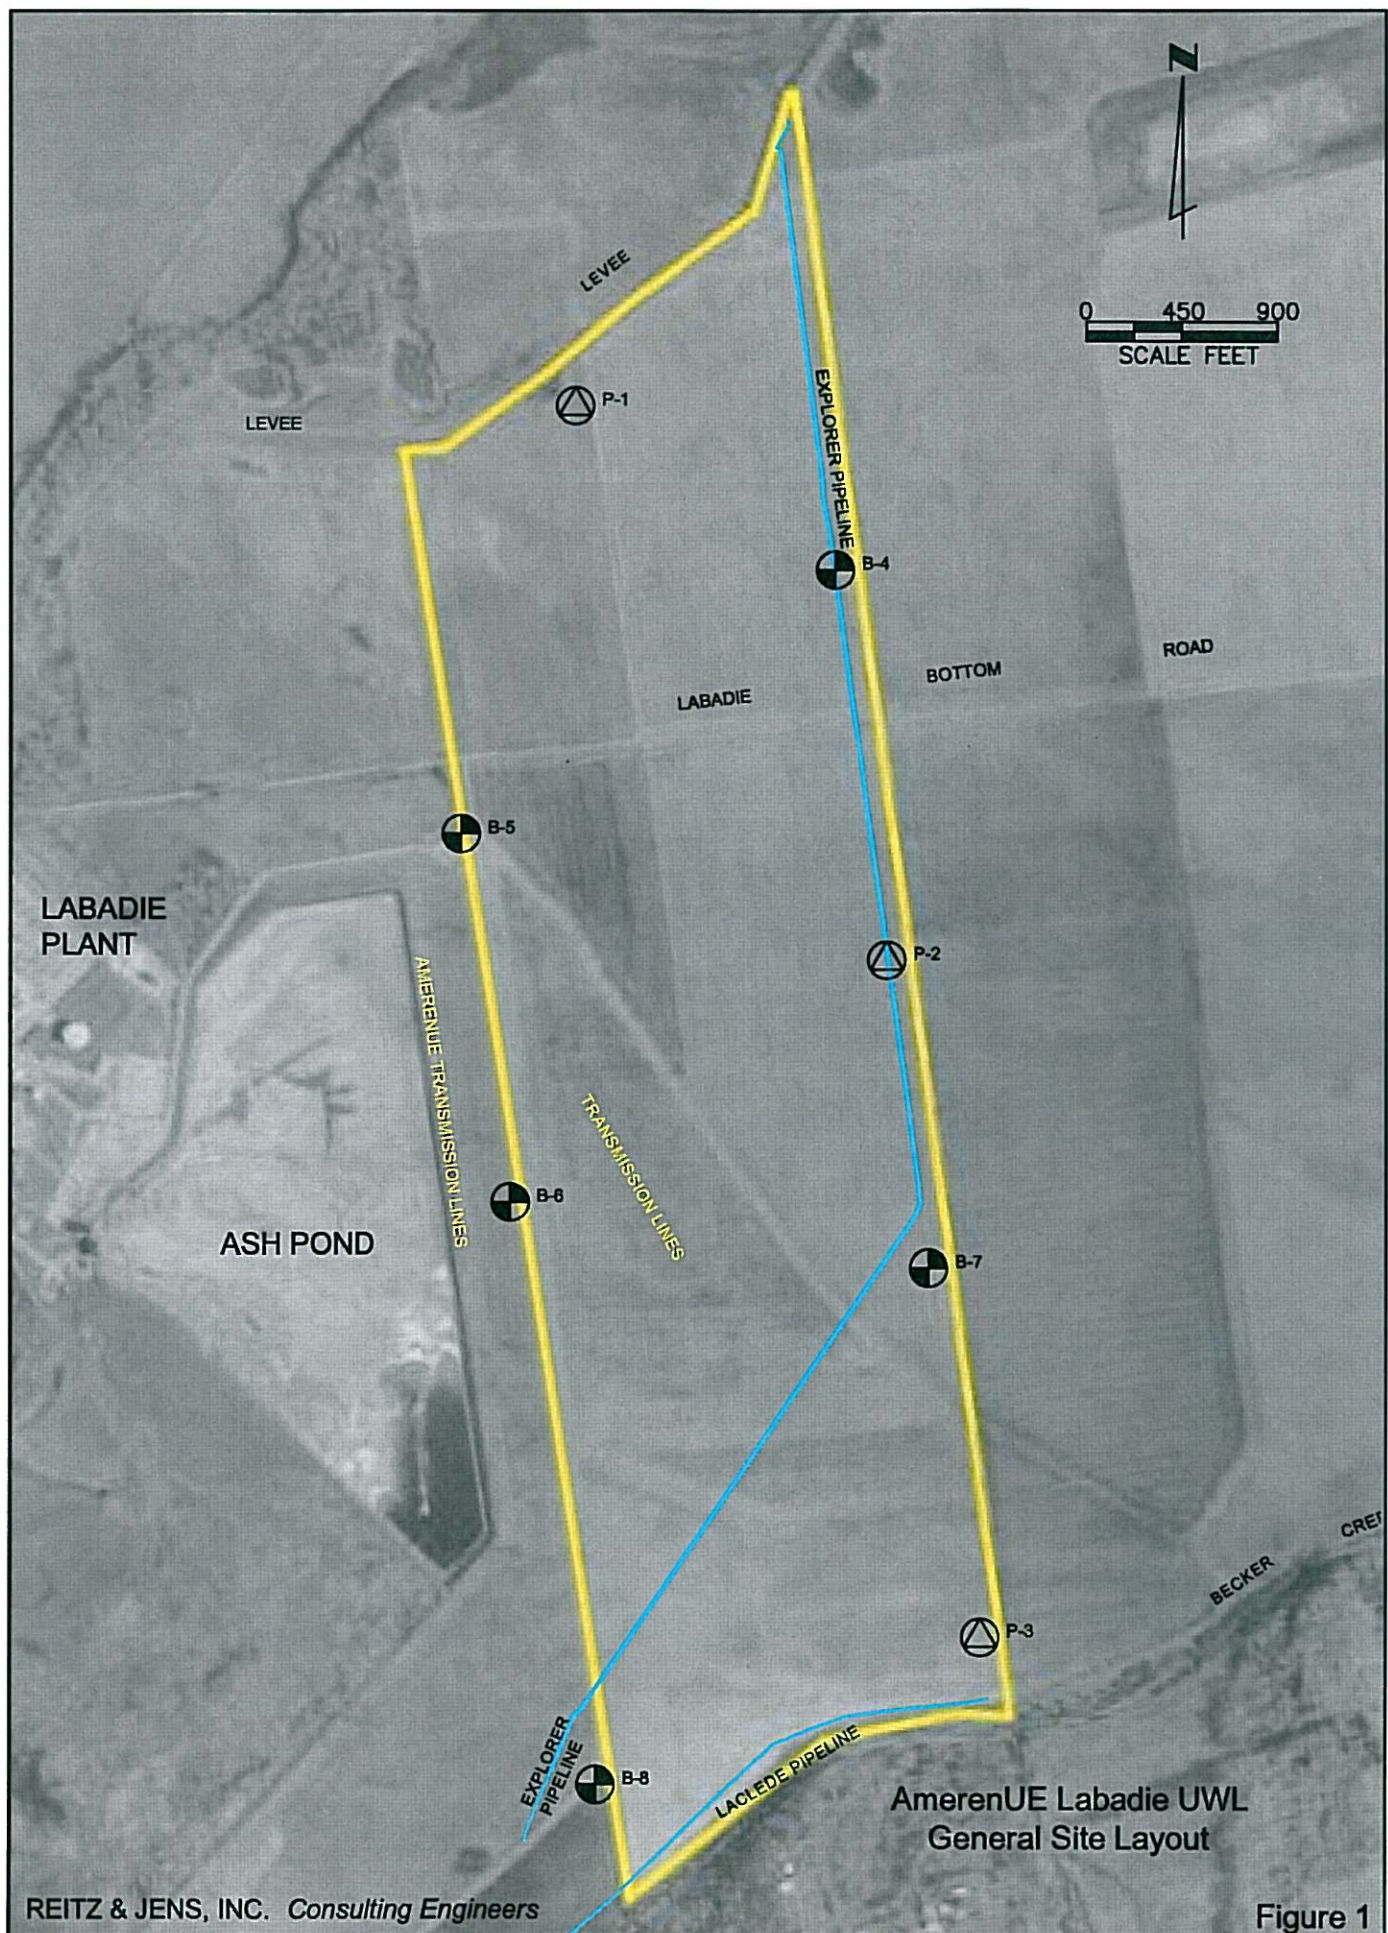 N
0 450 900
SCALE FEET
LEVEE
EXPLORER PIPELINE
P-1
LEVEE
B-4
ROAD
BOTTOM
LABADIE
B-5
LABADIE
PLANT
P-2
AMERENUE TRANSMISSION LINES
TRANSMISSION LINES
B-6
ASH POND
B-7
BECKER
P-3
EXPLORER
PIPELINE
B-8
LACLEDE PIPELINE
AmerenUE Labadie UWL
General Site Layout
REITZ & JENS, INC. Consulting Engineers
Figure 1